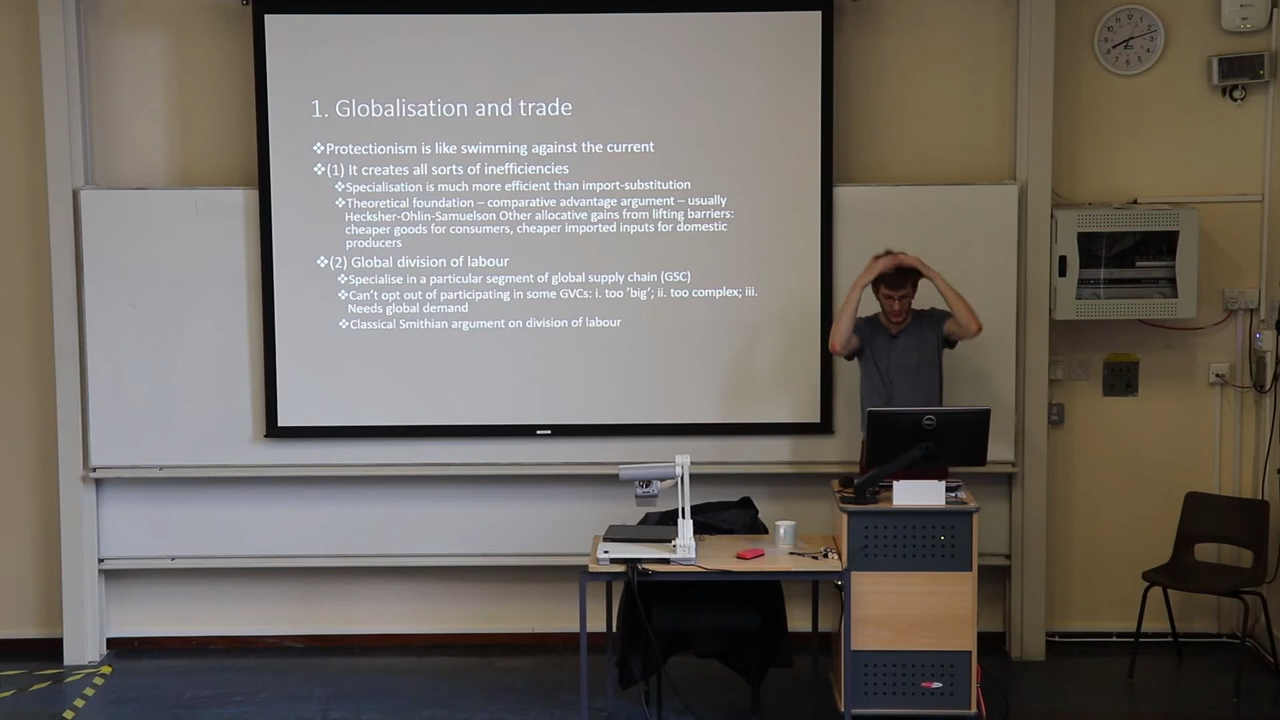 1. Globalisation and trade
❖Protectionism is like swimming against the current
❖(1) It creates all sorts of inefficiencies
❖Specialisation is much more efficient than import-substitution
❖Theoretical foundation – comparative advantage argument – usually
Hecksher-Ohlin-Samuelson Other allocative gains from lifting barriers:
cheaper goods for consumers, cheaper imported inputs for domestic
producers
❖(2) Global division of labour
❖Specialise in a particular segment of global supply chain (GSC)
❖Can't opt out of participating in some GVCs: i. too 'big'; ii. too complex; iii.
Needs global demand
❖Classical Smithian argument on division of labour
DELL